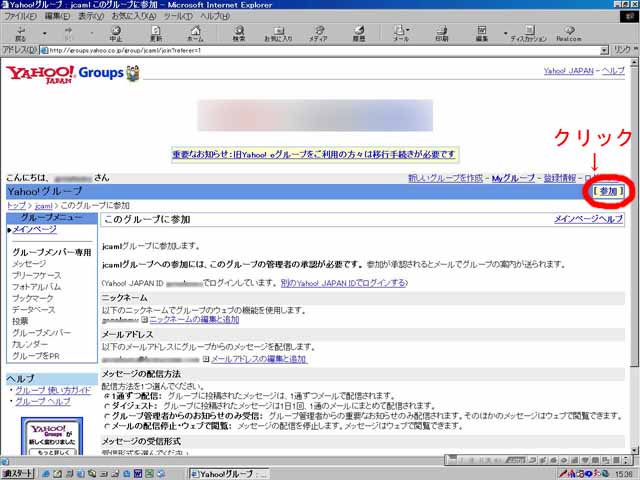 Yahoo!グループ : jcaml このグループに参加 - Microsoft Internet Explorer
ファイル(F) 編集(E) 表示(V) お気に入り(A) ツール(T) ヘルプ(H)
戻る 中止 更新 ホーム 検索 お気に入り メディア 履歴 メール 印刷 編集 ディスカッション Real.com
アドレス(D) http://groups.yahoo.co.jp/group/jcaml/join?referer=1 リンク
YAHOO! JAPAN Groups
Yahoo! JAPAN - ヘルプ
重要なお知らせ : 旧Yahoo! eグループをご利用の方々は移行手続きが必要です
クリック
↓
こんにちは、 さん
新しいグループを作成 - Myグループ - 登録情報 -
Yahoo!グループ
[ 参加 ]
トップ > jcaml > このグループに参加
グループメニュー
メインページ
グループメンバー専用
メッセージ
ブリーフケース
フォトアルバム
ブックマーク
データベース
投票
グループメンバー
カレンダー
グループをPR
ヘルプ
・グループ 使い方ガイド
・グループ ヘルプ
YAHOO! JAPAN Groups が
新しく変わりました
もっと詳しく
このグループに参加
メインページヘルプ
jcamlグループに参加します。
jcamlグループへの参加には、このグループの管理者の承認が必要です。 参加が承認されるとメールでグループの案内が送られます。
(Yahoo! JAPAN ID でログインしています。 別のYahoo! JAPAN IDでログインする)
ニックネーム
以下のニックネームでグループのウェブの機能を使用します。
ニックネームの編集と追加
メールアドレス
以下のメールアドレスにグループからのメッセージを配信します。
メールアドレスの編集と追加
メッセージの配信方法
配信方法を1つ選んでください。
1通ずつ配信: グループに投稿されたメッセージは、1通ずつメールで配信されます。
ダイジェスト: グループに投稿されたメッセージは1日1回、1通のメールにまとめて配信されます。
グループ管理者からのお知らせのみ受信: グループ管理者からの重要なお知らせのみ配信されます。そのほかのメッセージはウェブで閲覧できます。
メールの配信停止・ウェブで閲覧: メッセージの配信を停止します。メッセージはウェブで閲覧できます。
メッセージの受信形式
受信形式を選んでください。
スタート
Yahoo!グループ : ...
15:36